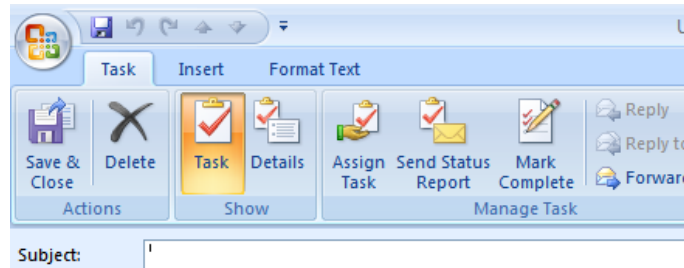 U
Task Insert Format Text
Save & Close Delete Task Details Assign Task Send Status Report Mark Complete Reply
Reply to
Forward
Actions Show Manage Task
Subject: